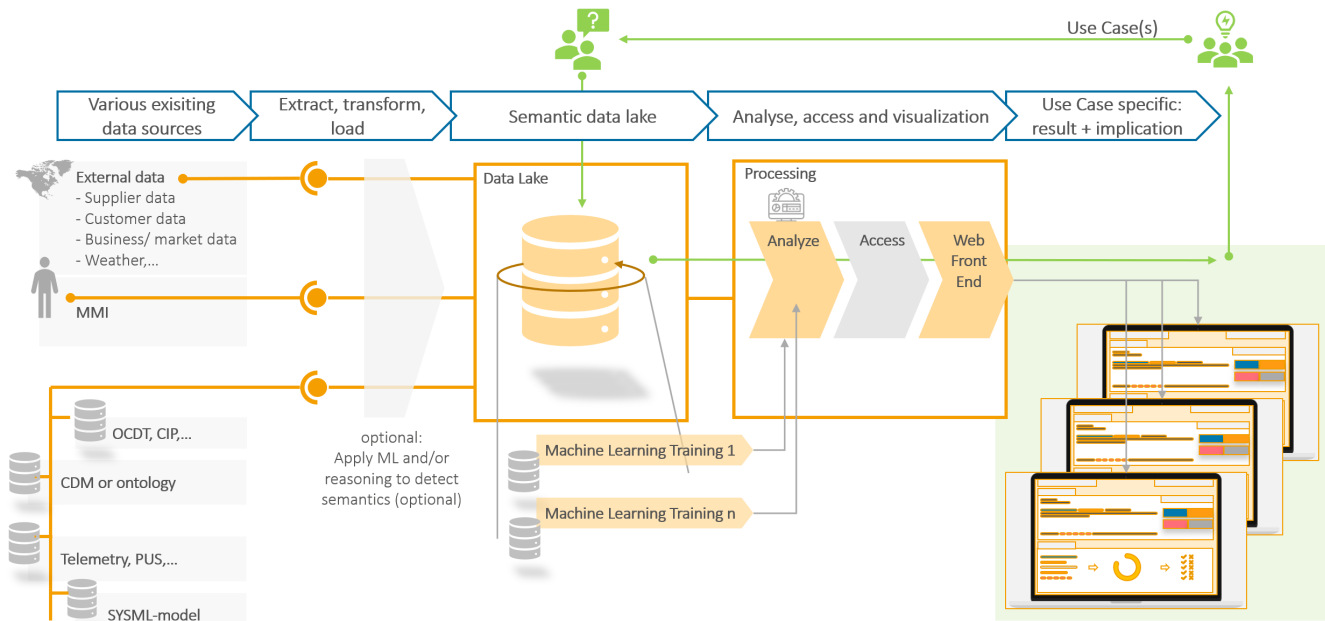 Use Case(s)
Various exisiting
data sources
Extract, transform,
load
Semantic data lake
Analyse, access and visualization
Use Case specific:
result + implication
External data
- Supplier data
- Customer data
- Business/ market data
- Weather,...
MMI
OCDT, CIP,...
CDM or ontology
Telemetry, PUS,...
SYSML-model
optional:
Apply ML and/or
reasoning to detect
semantics (optional)
Data Lake
Machine Learning Training 1
Machine Learning Training n
Processing
Analyze
Access
Web
Front
End
?